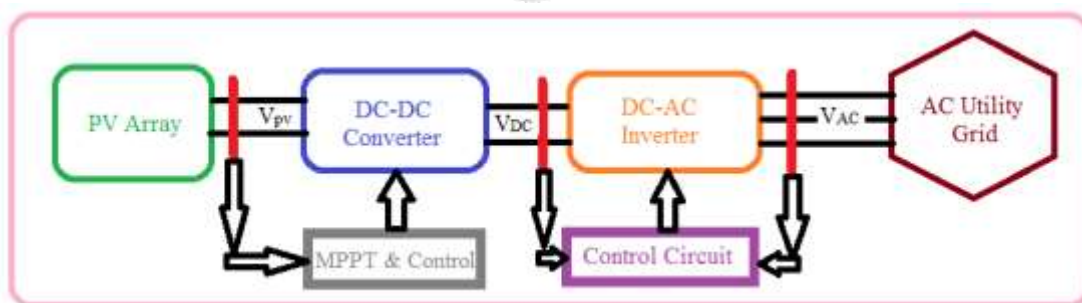 PV Array
Vpv
DC-DC
Converter
VDC
DC-AC
Inverter
VAC
AC Utility
Grid
MPPT & Control
Control Circuit